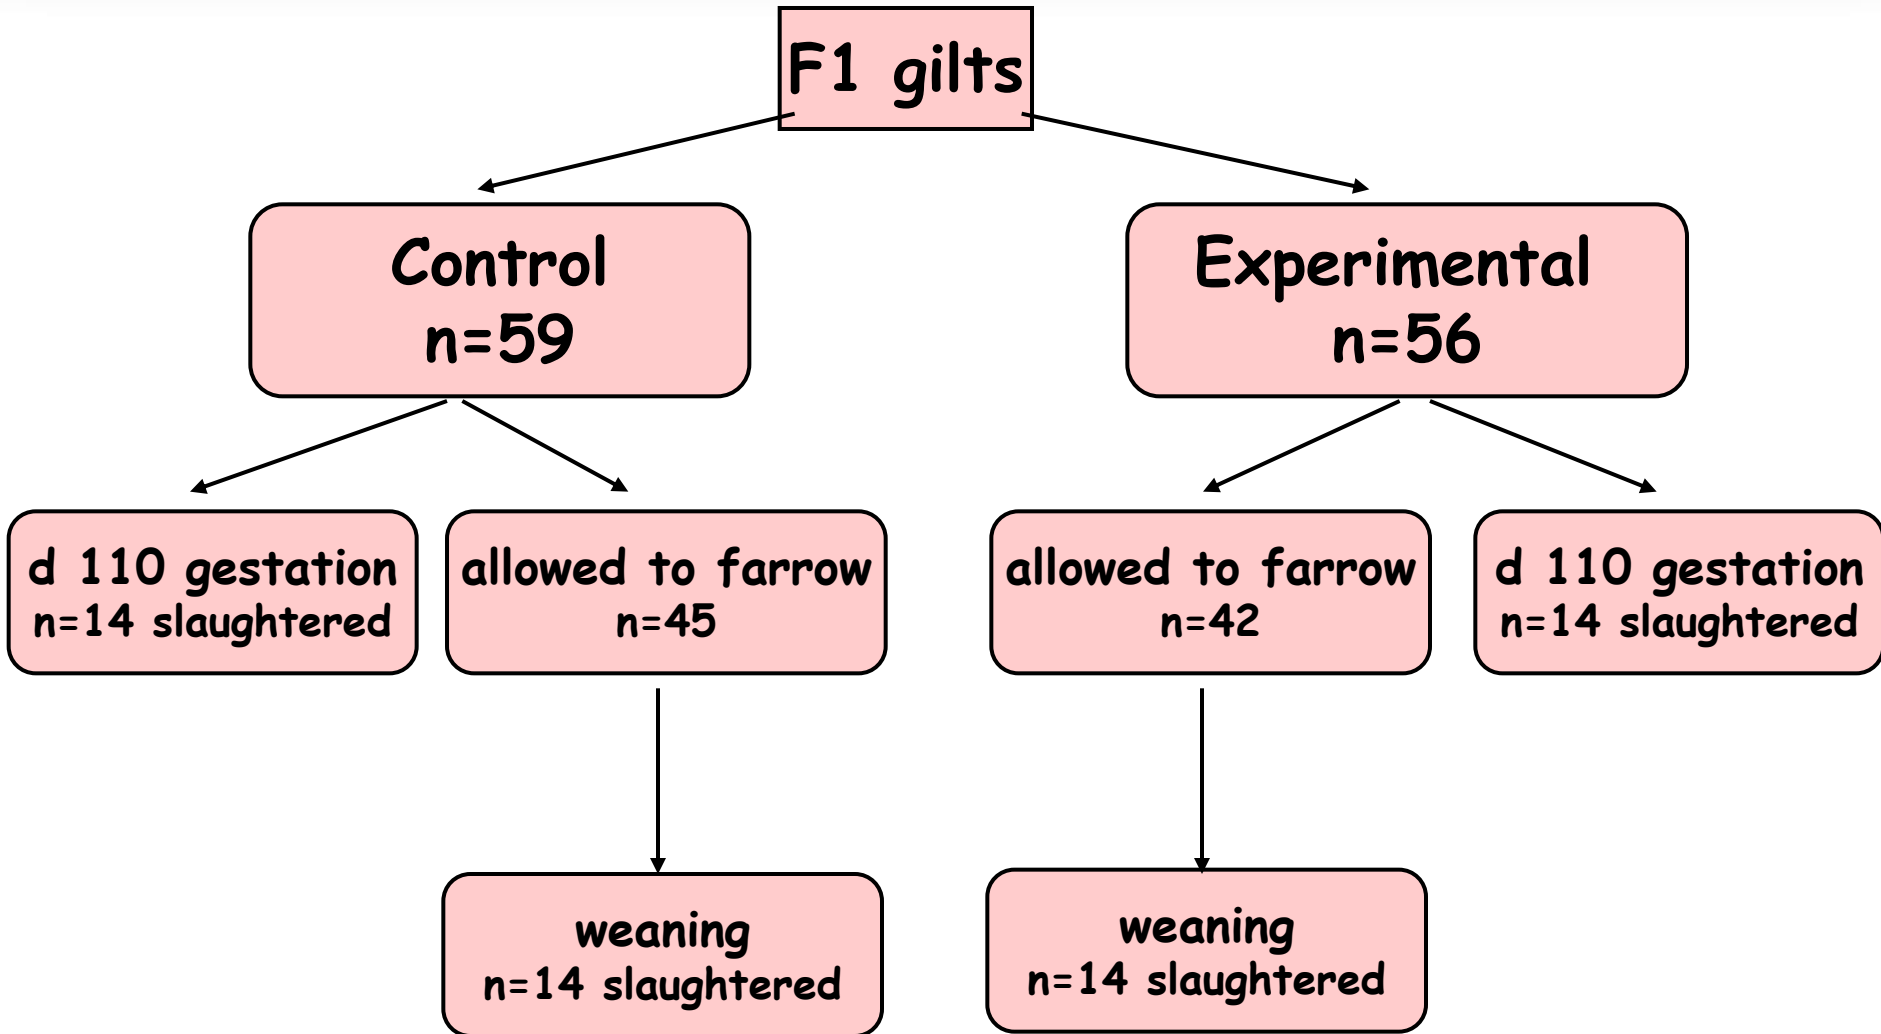 F1 gilts
Control
n=59
Experimental
n=56
d 110 gestation
n=14 slaughtered
allowed to farrow
n=45
allowed to farrow
n=42
d 110 gestation
n=14 slaughtered
weaning
n=14 slaughtered
weaning
n=14 slaughtered